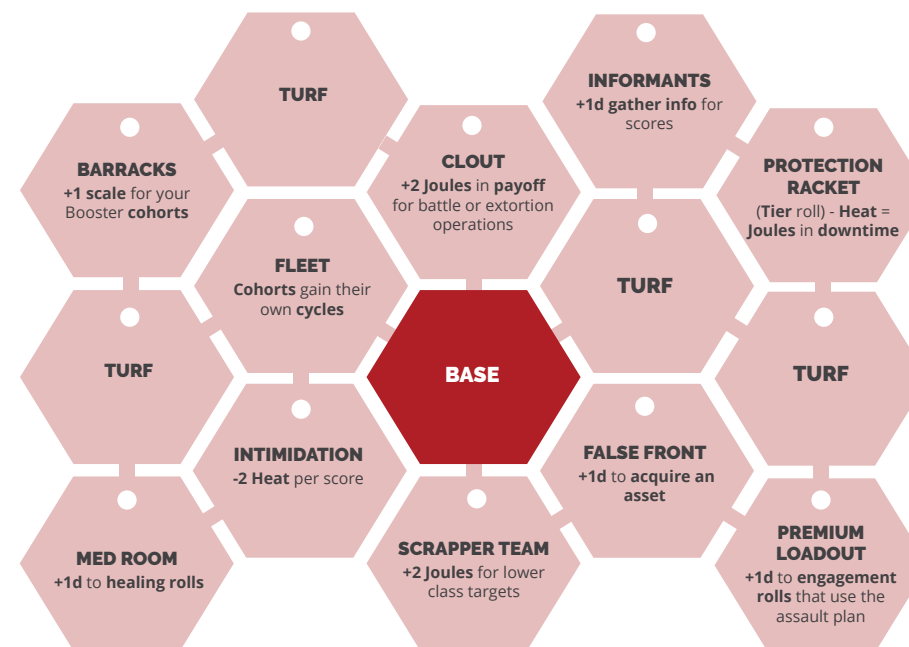 TURF
INFORMANTS
+1d gather info for
scores
BARRACKS
+1 scale for your
Booster cohorts
CLOUT
+2 Joules in payoff
for battle or extortion
operations
PROTECTION
RACKET
(Tier roll) - Heat =
Joules in downtime
FLEET
Cohorts gain their
own cycles
TURF
TURF
BASE
TURF
INTIMIDATION
-2 Heat per score
FALSE FRONT
+1d to acquire an
asset
MED ROOM
+1d to healing rolls
SCRAPPER TEAM
+2 Joules for lower
class targets
PREMIUM
LOADOUT
+1d to engagement
rolls that use the
assault plan